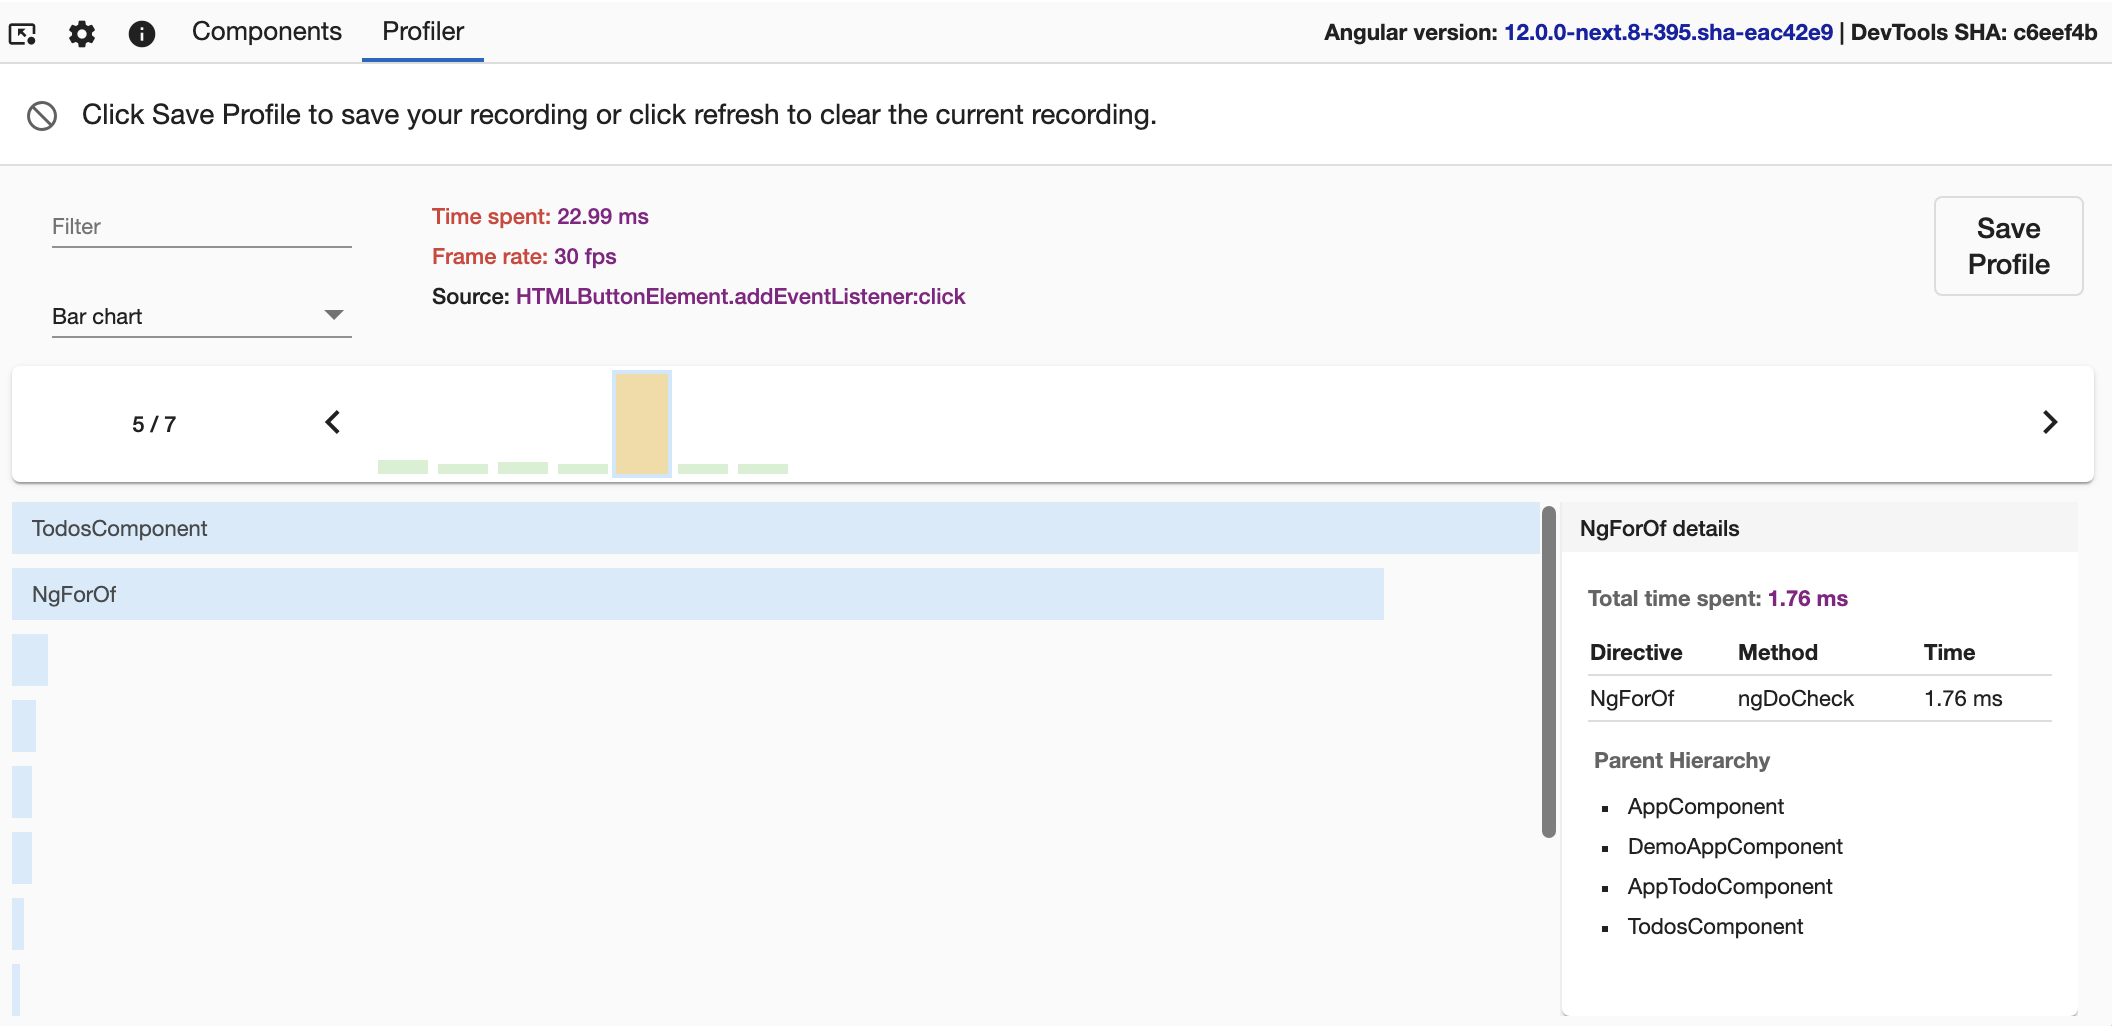 Components Profiler Angular version: 12.0.0-next.8+395.sha-eac42e9 | DevTools SHA: c6eef4b
Click Save Profile to save your recording or click refresh to clear the current recording.
Filter
Bar chart
Time spent: 22.99 ms
Frame rate: 30 fps
Source: HTMLButtonElement.addEventListener:click
Save
Profile
5 / 7
TodosComponent
NgForOf
NgForOf details
Total time spent: 1.76 ms
Directive Method Time
NgForOf ngDoCheck 1.76 ms
Parent Hierarchy
AppComponent
DemoAppComponent
AppTodoComponent
TodosComponent